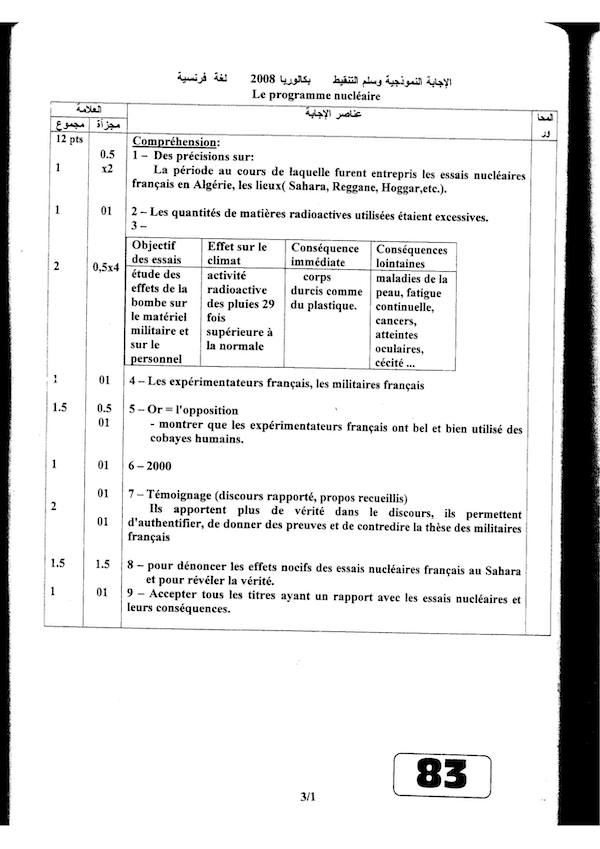 الإجابة النموذجية وسلم التنقيط بكالوريا 2008 لغة فرنسية
Le programme nucléaire
العلامة
عناصر الإجابة
المحا
ور
مجموع
مجزأة
12 pts
Compréhension:
0.5
1 – Des précisions sur:
1
x2
La période au cours de laquelle furent entrepris les essais nucléaires
français en Algérie, les lieux( Sahara, Reggane, Hoggar,etc.).
1
01
2 – Les quantités de matières radioactives utilisées étaient excessives.
3 –
2
0,5x4
Objectif
des essais
Effet sur le
climat
Conséquence
immédiate
Conséquences
lointaines
étude des
effets de la
bombe sur
le matériel
militaire et
sur le
personnel
activité
radioactive
des pluies 29
fois
supérieure à
la normale
corps
durcis comme
du plastique.
maladies de la
peau, fatigue
continuelle,
cancers,
atteintes
oculaires,
cécité ...
1
01
4 – Les expérimentateurs français, les militaires français
1.5
0.5
5 – Or = l'opposition
01
- montrer que les expérimentateurs français ont bel et bien utilisé des
cobayes humains.
1
01
6 – 2000
01
7 – Témoignage (discours rapporté, propos recueillis)
2
Ils apportent plus de vérité dans le discours, ils permettent
01
d'authentifier, de donner des preuves et de contredire la thèse des militaires
français
1.5
1.5
8 – pour dénoncer les effets nocifs des essais nucléaires français au Sahara
et pour révéler la vérité.
1
01
9 – Accepter tous les titres ayant un rapport avec les essais nucléaires et
leurs conséquences.
83
3/1